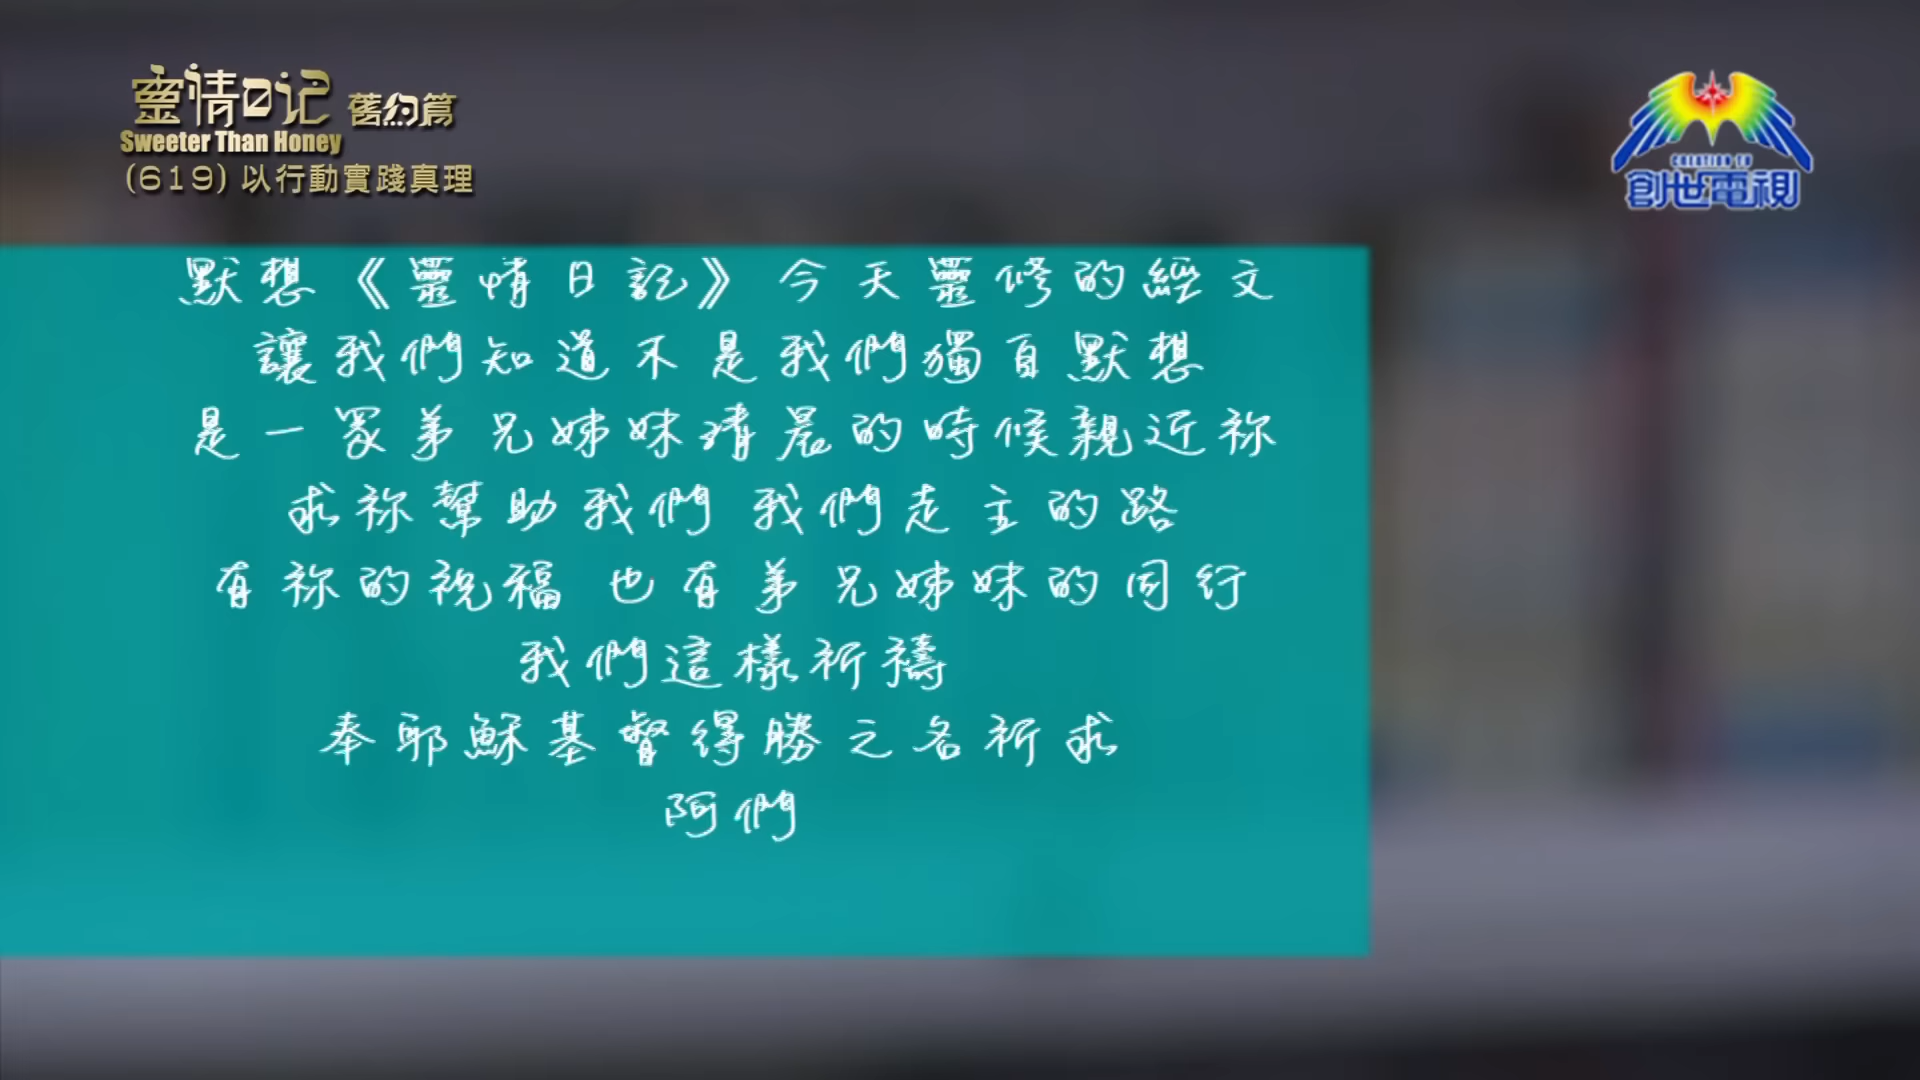 靈情日记 舊約篇
Sweeter Than Honey
(619) 以行動實踐真理
CREATION TV
創世電視
默想《靈情日記》今天靈修的經文
讓我們知道不是我們獨自默想
是一眾弟兄姊妹清晨的時候親近祢
求祢幫助我們 我們走主的路
有祢的祝福 也有弟兄姊妹的同行
我們這樣祈禱
奉耶穌基督得勝之名祈求
阿們